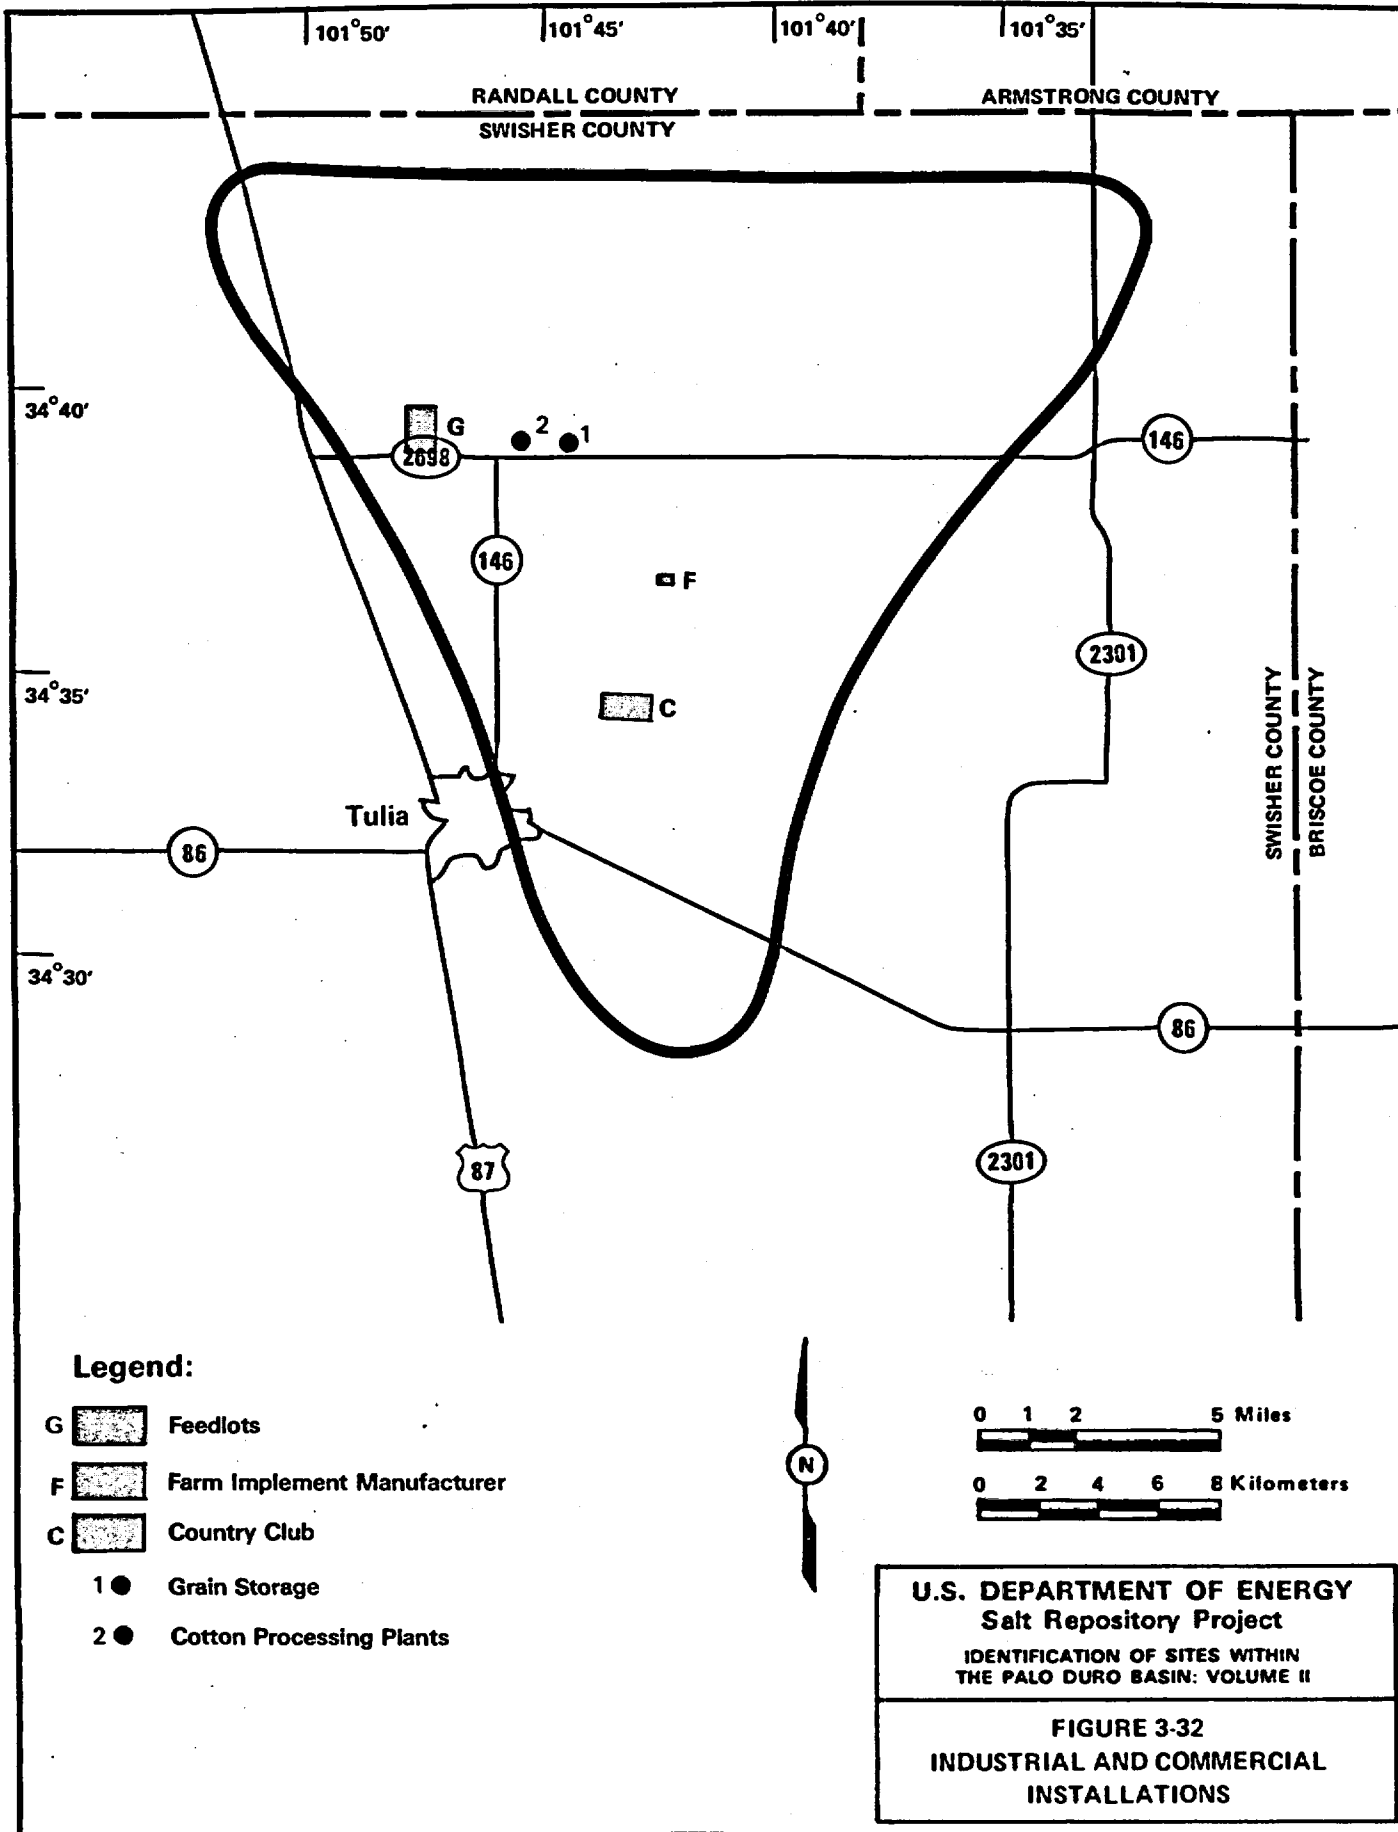 101°50'
101°45'
101°40'
101°35'
RANDALL COUNTY
ARMSTRONG COUNTY
SWISHER COUNTY
34°40'
G
2
1
2698
146
146
F
34°35'
2301
C
SWISHER COUNTY
BRISCOE COUNTY
Tulia
86
34°30'
86
87
2301
Legend:
G Feedlots
F Farm Implement Manufacturer
C Country Club
1 Grain Storage
2 Cotton Processing Plants
N
0 1 2 5 Miles
0 2 4 6 8 Kilometers
U.S. DEPARTMENT OF ENERGY
Salt Repository Project
IDENTIFICATION OF SITES WITHIN
THE PALO DURO BASIN: VOLUME II
FIGURE 3-32
INDUSTRIAL AND COMMERCIAL
INSTALLATIONS